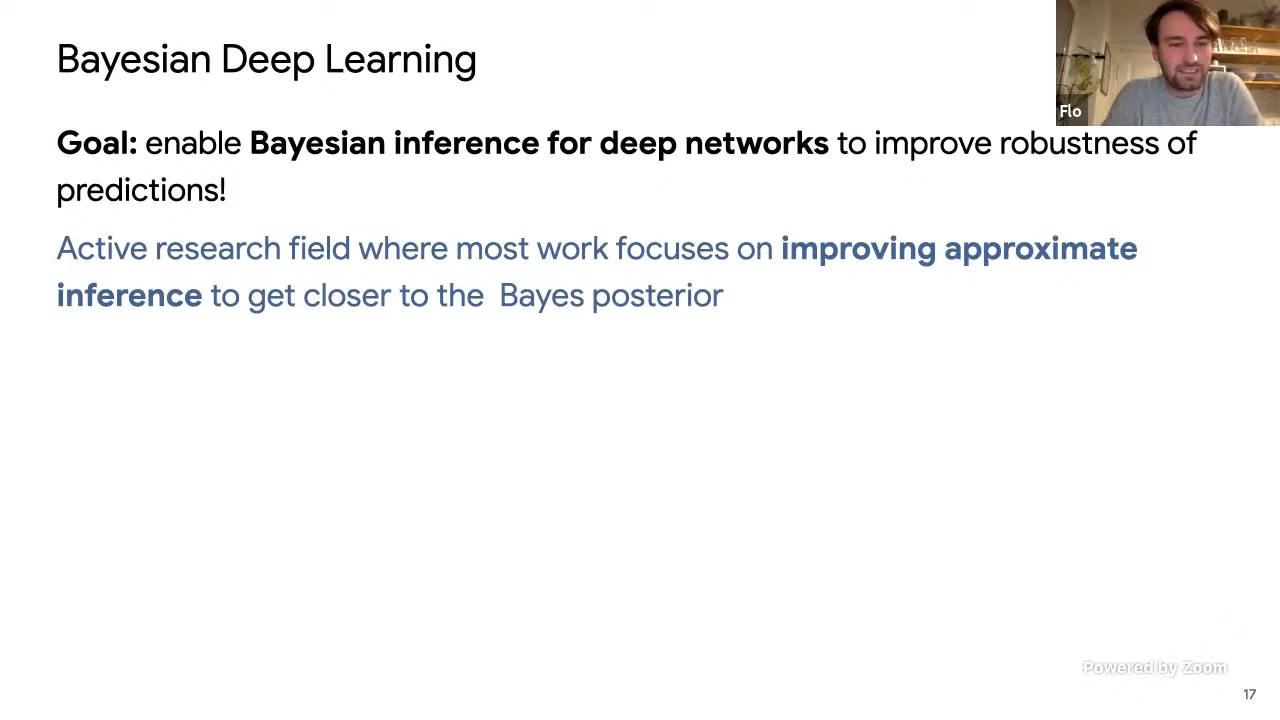 Bayesian Deep Learning
Flo
Goal: enable Bayesian inference for deep networks to improve robustness of
predictions!
Active research field where most work focuses on improving approximate
inference to get closer to the Bayes posterior
Powered by Zoom
17